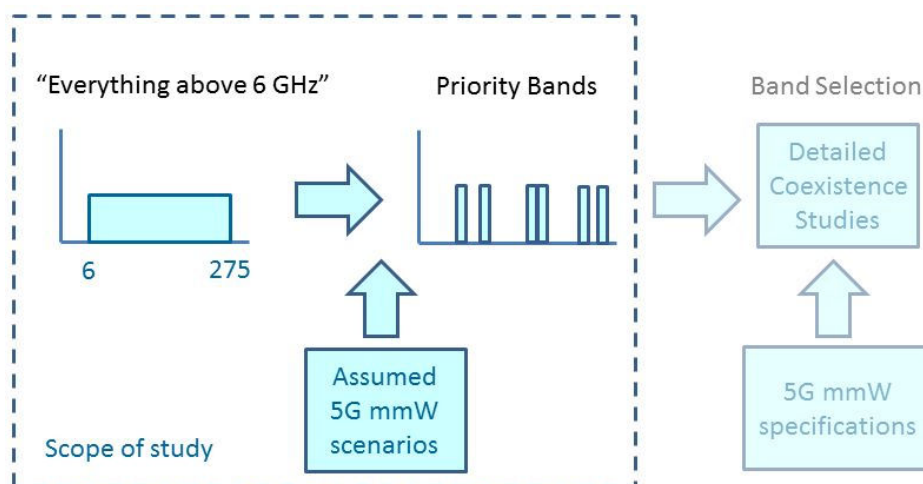 “Everything above 6 GHz”
Priority Bands
Band Selection
Detailed
Coexistence
Studies
6
275
Assumed
5G mmW
scenarios
5G mmW
specifications
Scope of study